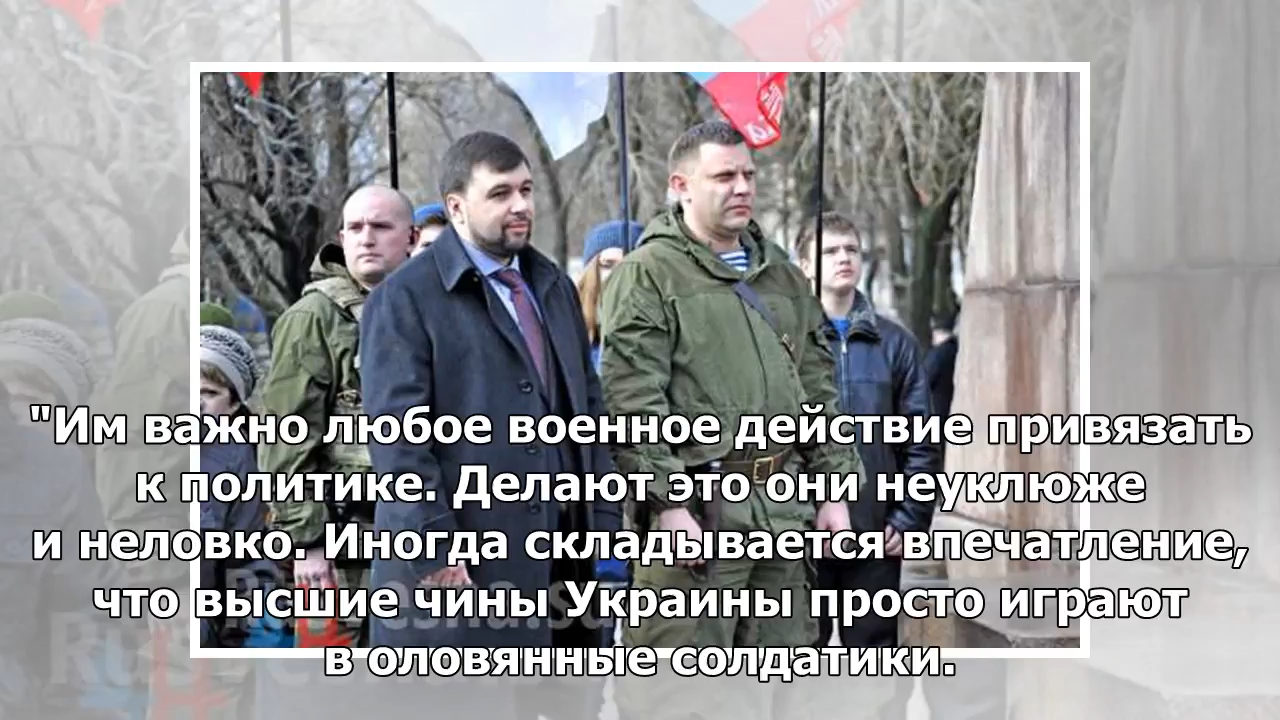 "Им важно любое военное действие привязать
к политике. Делают это они неуклюже
и неловко. Иногда складывается впечатление,
что высшие чины Украины просто играют
в оловянные солдатики.